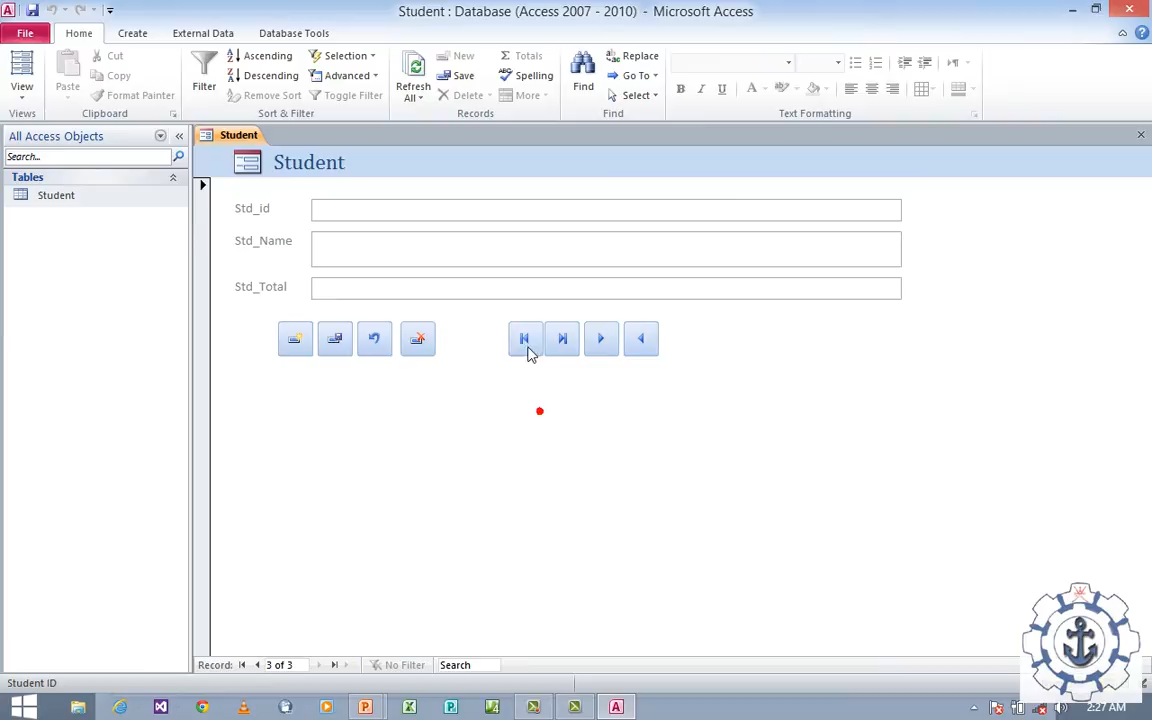 Student : Database (Access 2007 - 2010) - Microsoft Access
File Home Create External Data Database Tools
View
Views
Paste
Cut
Copy
Format Painter
Clipboard
Filter
Ascending
Descending
Remove Sort
Selection
Advanced
Toggle Filter
Sort & Filter
Refresh
All
New
Save
Delete
Totals
Spelling
More
Records
Find
Replace
Go To
Select
Find
B I U
A
Text Formatting
All Access Objects
Search...
Tables
Student
Student
Student
Std_id
Std_Name
Std_Total
Record: 3 of 3 No Filter Search
Student ID
2:27 AM